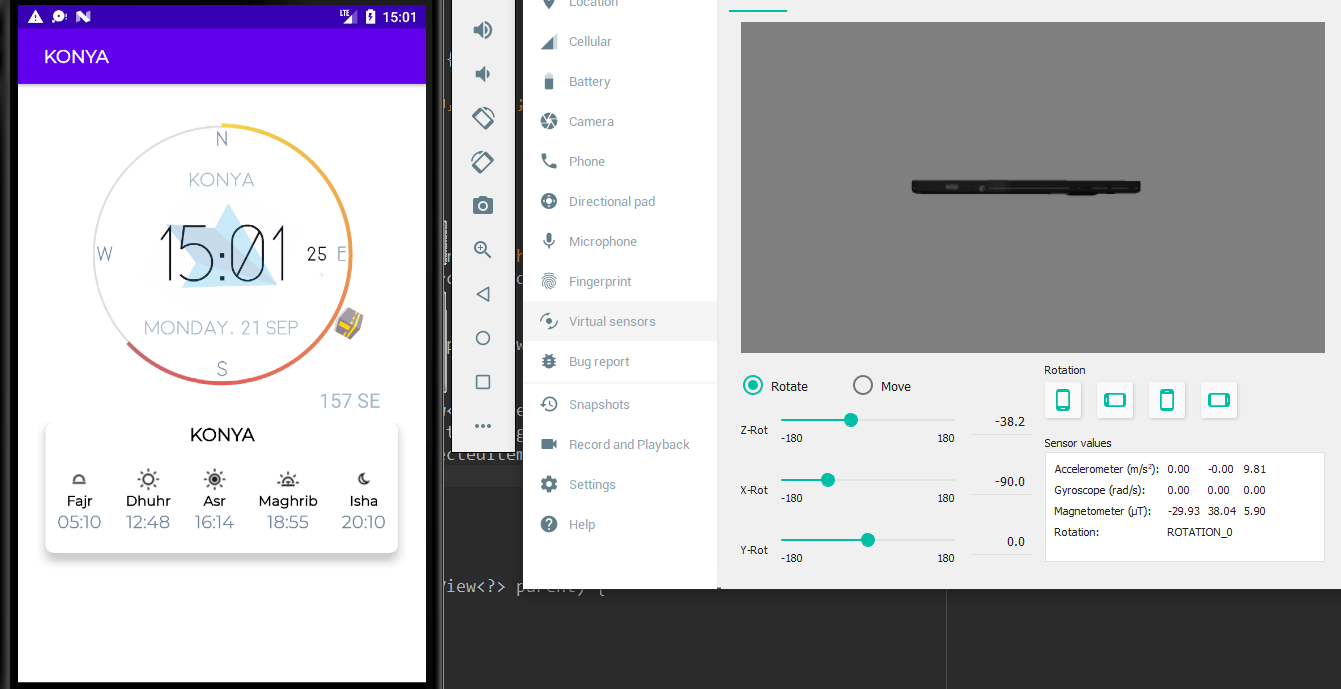 LTE 15:01
KONYA
N
KONYA
W 15:01 25 E
MONDAY. 21 SEP
S
157 SE
KONYA
Fajr Dhuhr Asr Maghrib Isha
05:10 12:48 16:14 18:55 20:10
Location
Cellular
Battery
Camera
Phone
Directional pad
Microphone
Fingerprint
Virtual sensors
Bug report
Snapshots
Record and Playback
Settings
Help
Rotate Move
Z-Rot -180 180 -38.2
X-Rot -180 180 -90.0
Y-Rot -180 180 0.0
Rotation
Sensor values
Accelerometer (m/s²): 0.00 -0.00 9.81
Gyroscope (rad/s): 0.00 0.00 0.00
Magnetometer (µT): -29.93 38.04 5.90
Rotation: ROTATION_0
View<?> parent) {